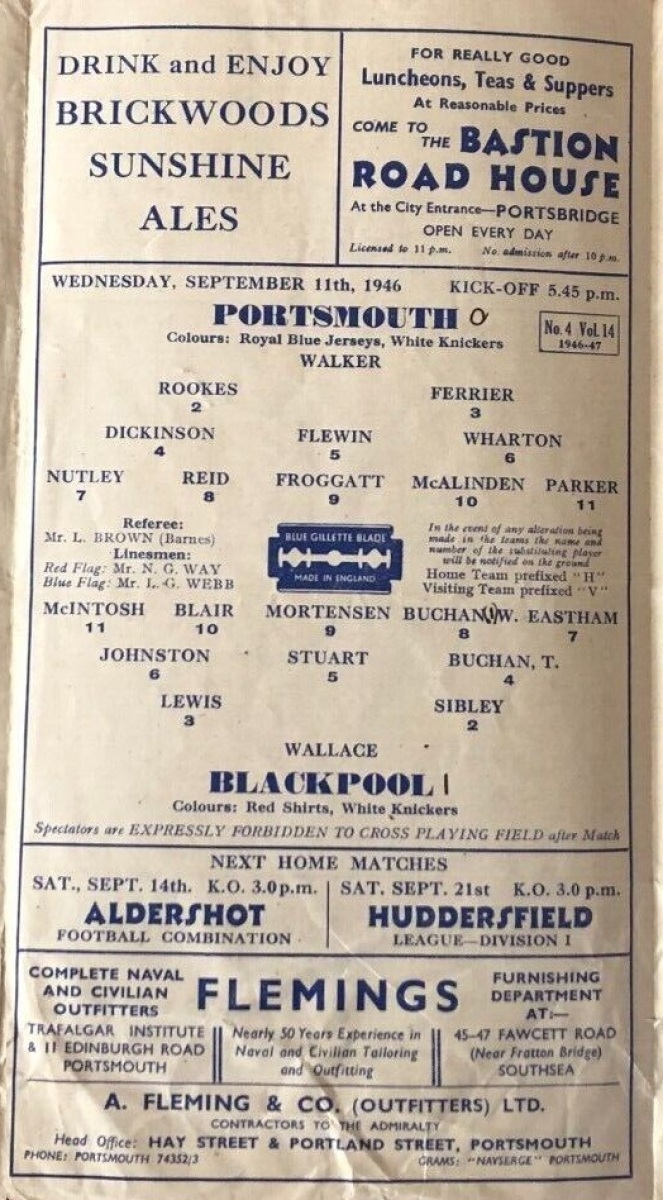 DRINK and ENJOY
BRICKWOODS
SUNSHINE
ALES
FOR REALLY GOOD
Luncheons, Teas & Suppers
At Reasonable Prices
COME TO THE BASTION
ROAD HOUSE
At the City Entrance—PORTSBRIDGE
OPEN EVERY DAY
Licensed to 11 p.m. No admission after 10 p.m.
WEDNESDAY, SEPTEMBER 11th, 1946 KICK-OFF 5.45 p.m.
PORTSMOUTH 0
Colours: Royal Blue Jerseys, White Knickers
No. 4 Vol. 14
1946-47
WALKER
ROOKES FERRIER
2 3
DICKINSON FLEWIN WHARTON
4 5 6
NUTLEY REID FROGGATT McALINDEN PARKER
7 8 9 10 11
Referee:
Mr. L. BROWN (Barnes)
Linesmen:
Red Flag: Mr. N. G. WAY
Blue Flag: Mr. L. G. WEBB
BLUE GILLETTE BLADE
MADE IN ENGLAND
In the event of any alteration being
made in the teams the name and
number of the substituting player
will be notified on the ground
Home Team prefixed "H"
Visiting Team prefixed "V"
McINTOSH BLAIR MORTENSEN BUCHAN, W. EASTHAM
11 10 9 8 7
JOHNSTON STUART BUCHAN, T.
6 5 4
LEWIS SIBLEY
3 2
WALLACE
BLACKPOOL 1
Colours: Red Shirts, White Knickers
Spectators are EXPRESSLY FORBIDDEN TO CROSS PLAYING FIELD after Match
NEXT HOME MATCHES
SAT., SEPT. 14th. K.O. 3.0 p.m.
ALDERSHOT
FOOTBALL COMBINATION
SAT. SEPT. 21st K.O. 3.0 p.m.
HUDDERSFIELD
LEAGUE—DIVISION I
COMPLETE NAVAL
AND CIVILIAN
OUTFITTERS
FLEMINGS
FURNISHING
DEPARTMENT
AT:—
TRAFALGAR INSTITUTE
& 11 EDINBURGH ROAD
PORTSMOUTH
Nearly 50 Years Experience in
Naval and Civilian Tailoring
and Outfitting
45-47 FAWCETT ROAD
(Near Fratton Bridge)
SOUTHSEA
A. FLEMING & CO. (OUTFITTERS) LTD.
CONTRACTORS TO THE ADMIRALTY
Head Office: HAY STREET & PORTLAND STREET, PORTSMOUTH
PHONE: PORTSMOUTH 74352/3 GRAMS: "NAVSERGE" PORTSMOUTH